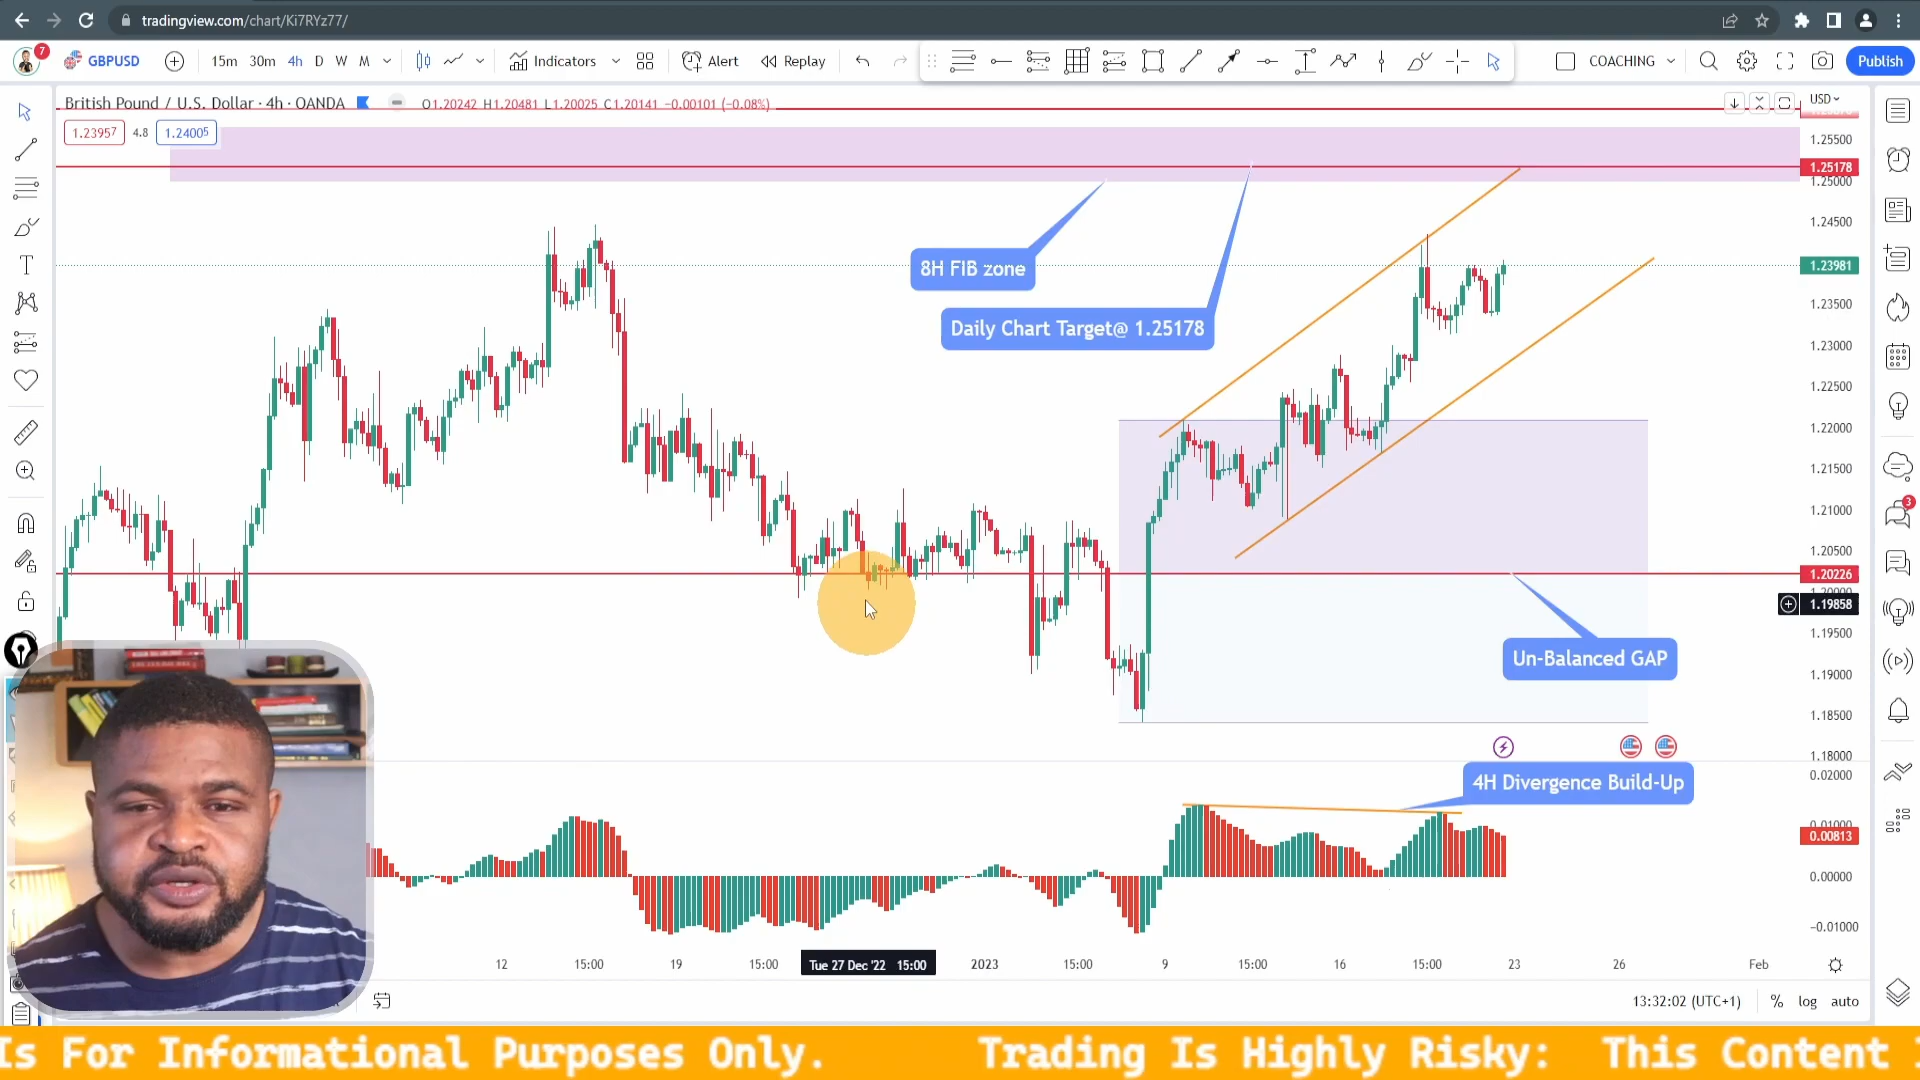 tradingview.com/chart/Ki7RYz77/
7 GBPUSD 15m 30m 4h D W M Indicators Alert Replay COACHING Publish
British Pound / U.S. Dollar · 4h · OANDA O1.20242 H1.20481 L1.20025 C1.20141 −0.00101 (−0.08%)
USD
1.23957 4.8 1.24005
1.25500
1.25178
1.25000
1.24500
8H FIB zone
1.23981
1.23500
Daily Chart Target@ 1.25178
1.23000
1.22500
1.22000
1.21500
1.21000
3
1.20500
1.20226
1.20000
1.19858
1.19500
Un-Balanced GAP
1.19000
1.18500
1.18000
0.02000
4H Divergence Build-Up
0.01000
0.00813
0.00000
−0.01000
12 15:00 19 15:00 Tue 27 Dec '22 15:00 2023 15:00 9 15:00 16 15:00 23 26 Feb
13:32:02 (UTC+1) % log auto
Is For Informational Purposes Only. Trading Is Highly Risky: This Content